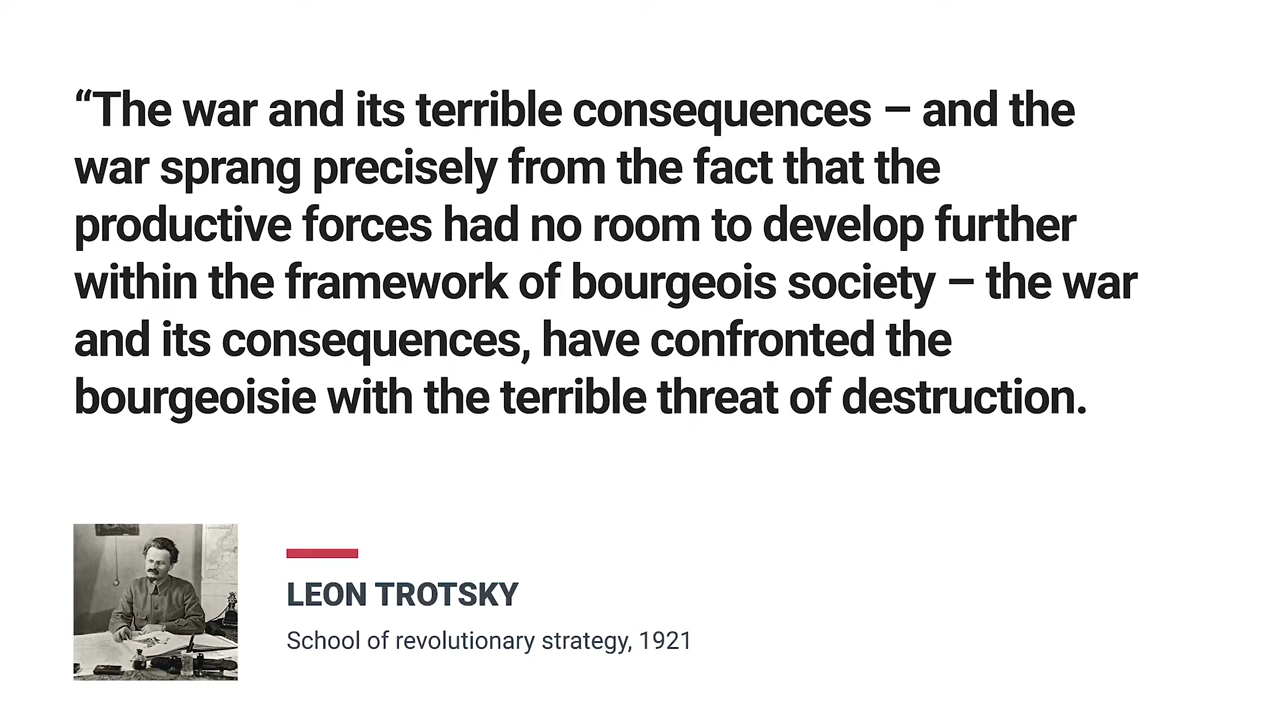 “The war and its terrible consequences – and the
war sprang precisely from the fact that the
productive forces had no room to develop further
within the framework of bourgeois society – the war
and its consequences, have confronted the
bourgeoisie with the terrible threat of destruction.
LEON TROTSKY
School of revolutionary strategy, 1921